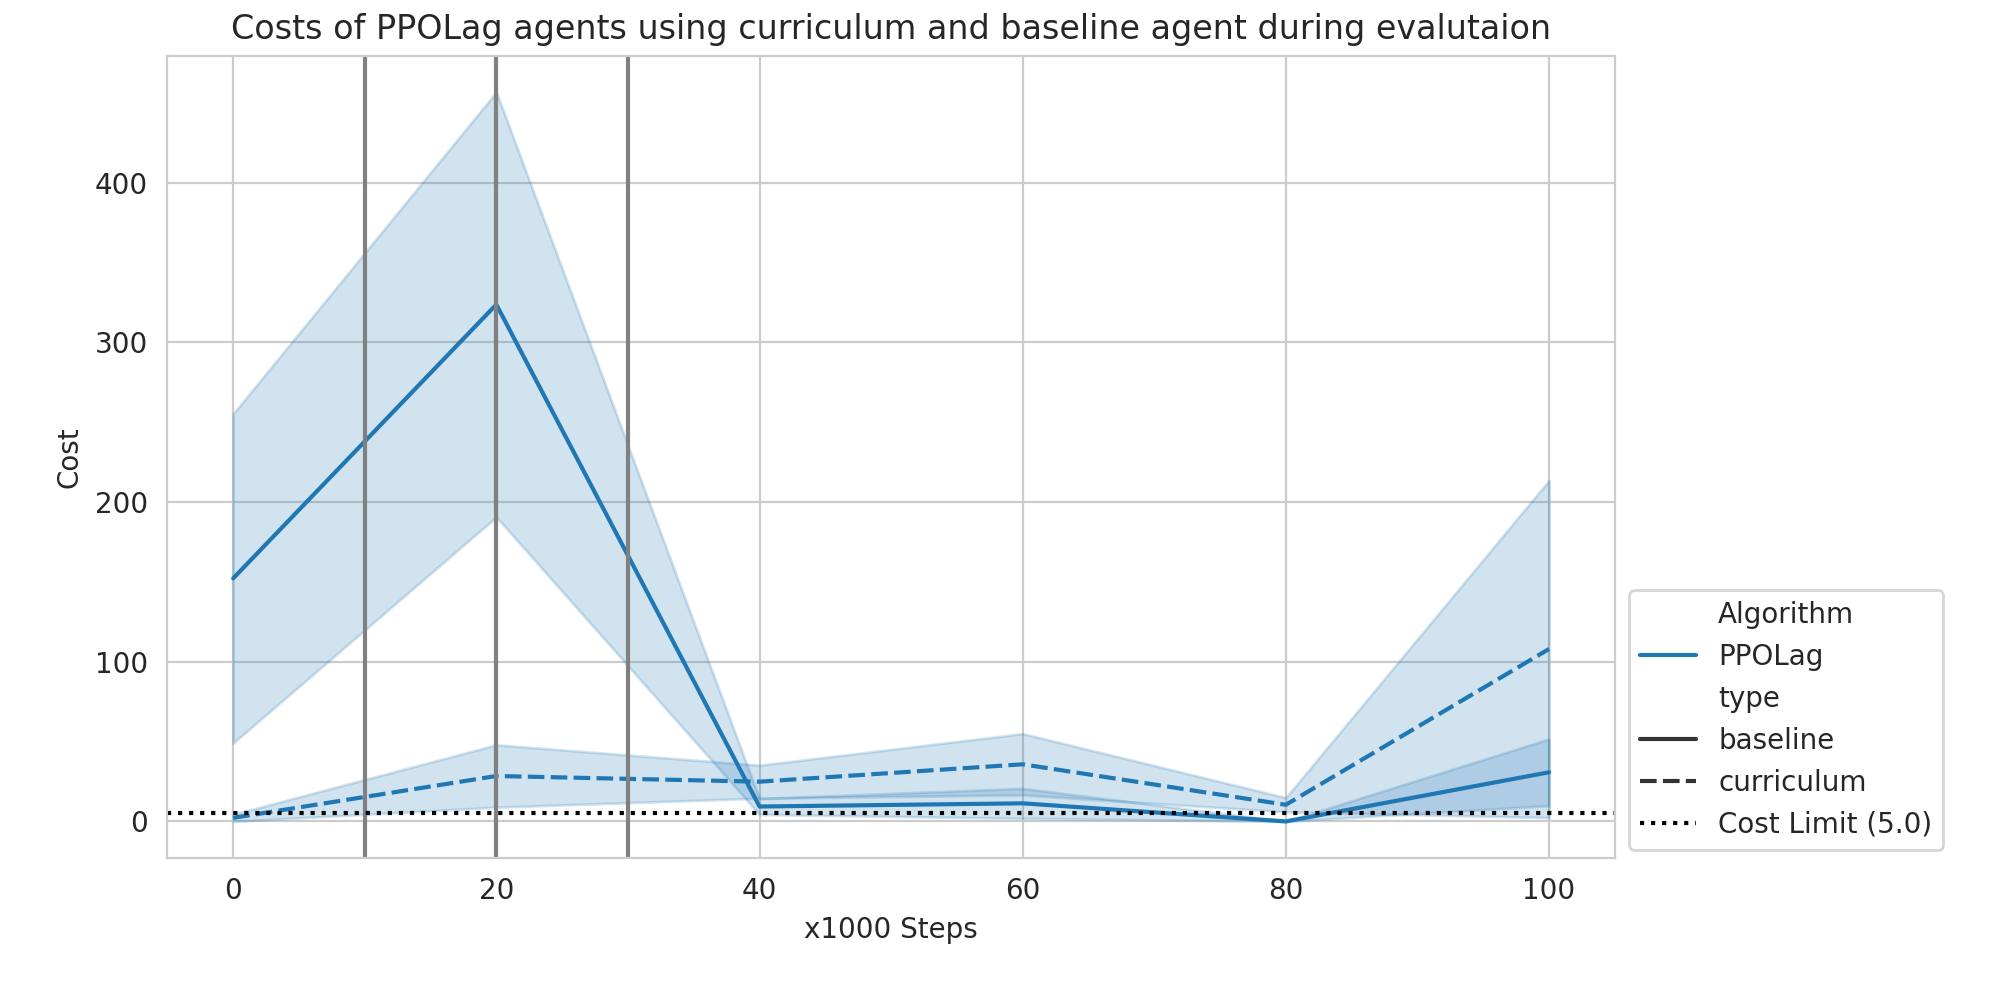 Costs of PPOLag agents using curriculum and baseline agent during evalutaion
400
300
200
100
0
Cost
0 20 40 60 80 100
x1000 Steps
Algorithm
PPOLag
type
baseline
curriculum
Cost Limit (5.0)